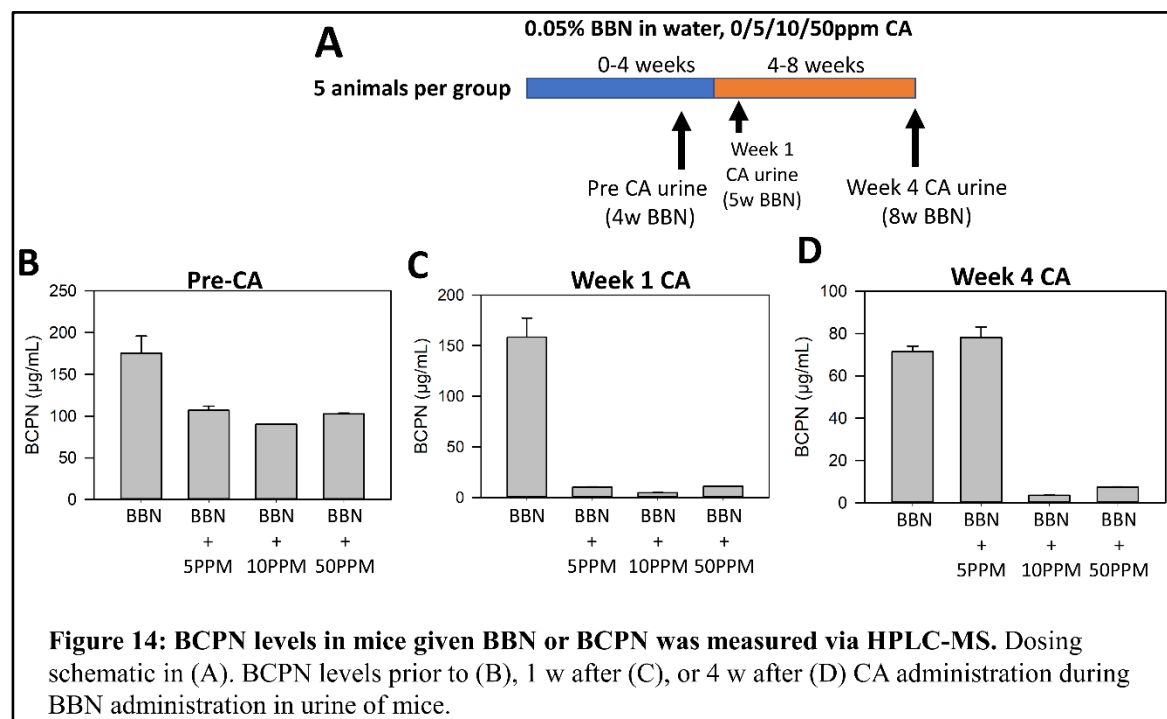 A
0.05% BBN in water, 0/5/10/50ppm CA
0-4 weeks 4-8 weeks
5 animals per group
Pre CA urine
(4w BBN)
Week 1
CA urine
(5w BBN)
Week 4 CA urine
(8w BBN)
B
Pre-CA
BCPN (µg/mL)
250
200
150
100
50
0
BBN BBN BBN BBN
+ + +
5PPM 10PPM 50PPM
C
Week 1 CA
BCPN (µg/mL)
200
150
100
50
0
BBN BBN BBN BBN
+ + +
5PPM 10PPM 50PPM
D
Week 4 CA
BCPN (µg/mL)
100
80
60
40
20
0
BBN BBN BBN BBN
+ + +
5PPM 10PPM 50PPM
Figure 14: BCPN levels in mice given BBN or BCPN was measured via HPLC-MS. Dosing
schematic in (A). BCPN levels prior to (B), 1 w after (C), or 4 w after (D) CA administration during
BBN administration in urine of mice.